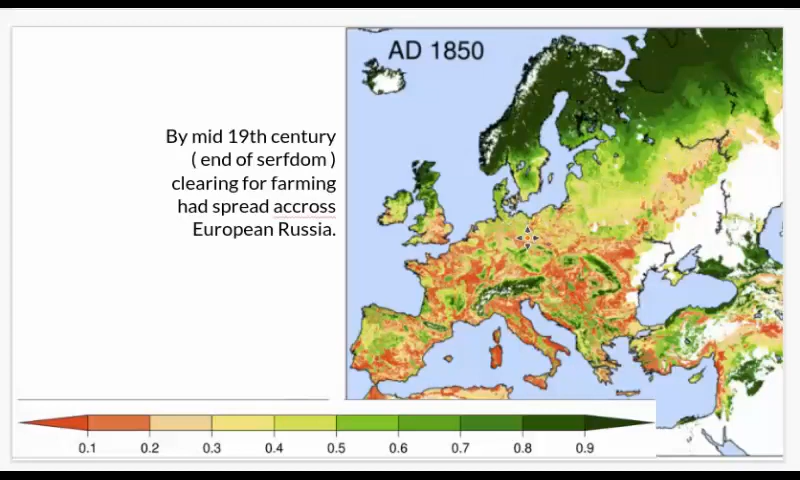 AD 1850
By mid 19th century
( end of serfdom )
clearing for farming
had spread accross
European Russia.
0.1 0.2 0.3 0.4 0.5 0.6 0.7 0.8 0.9